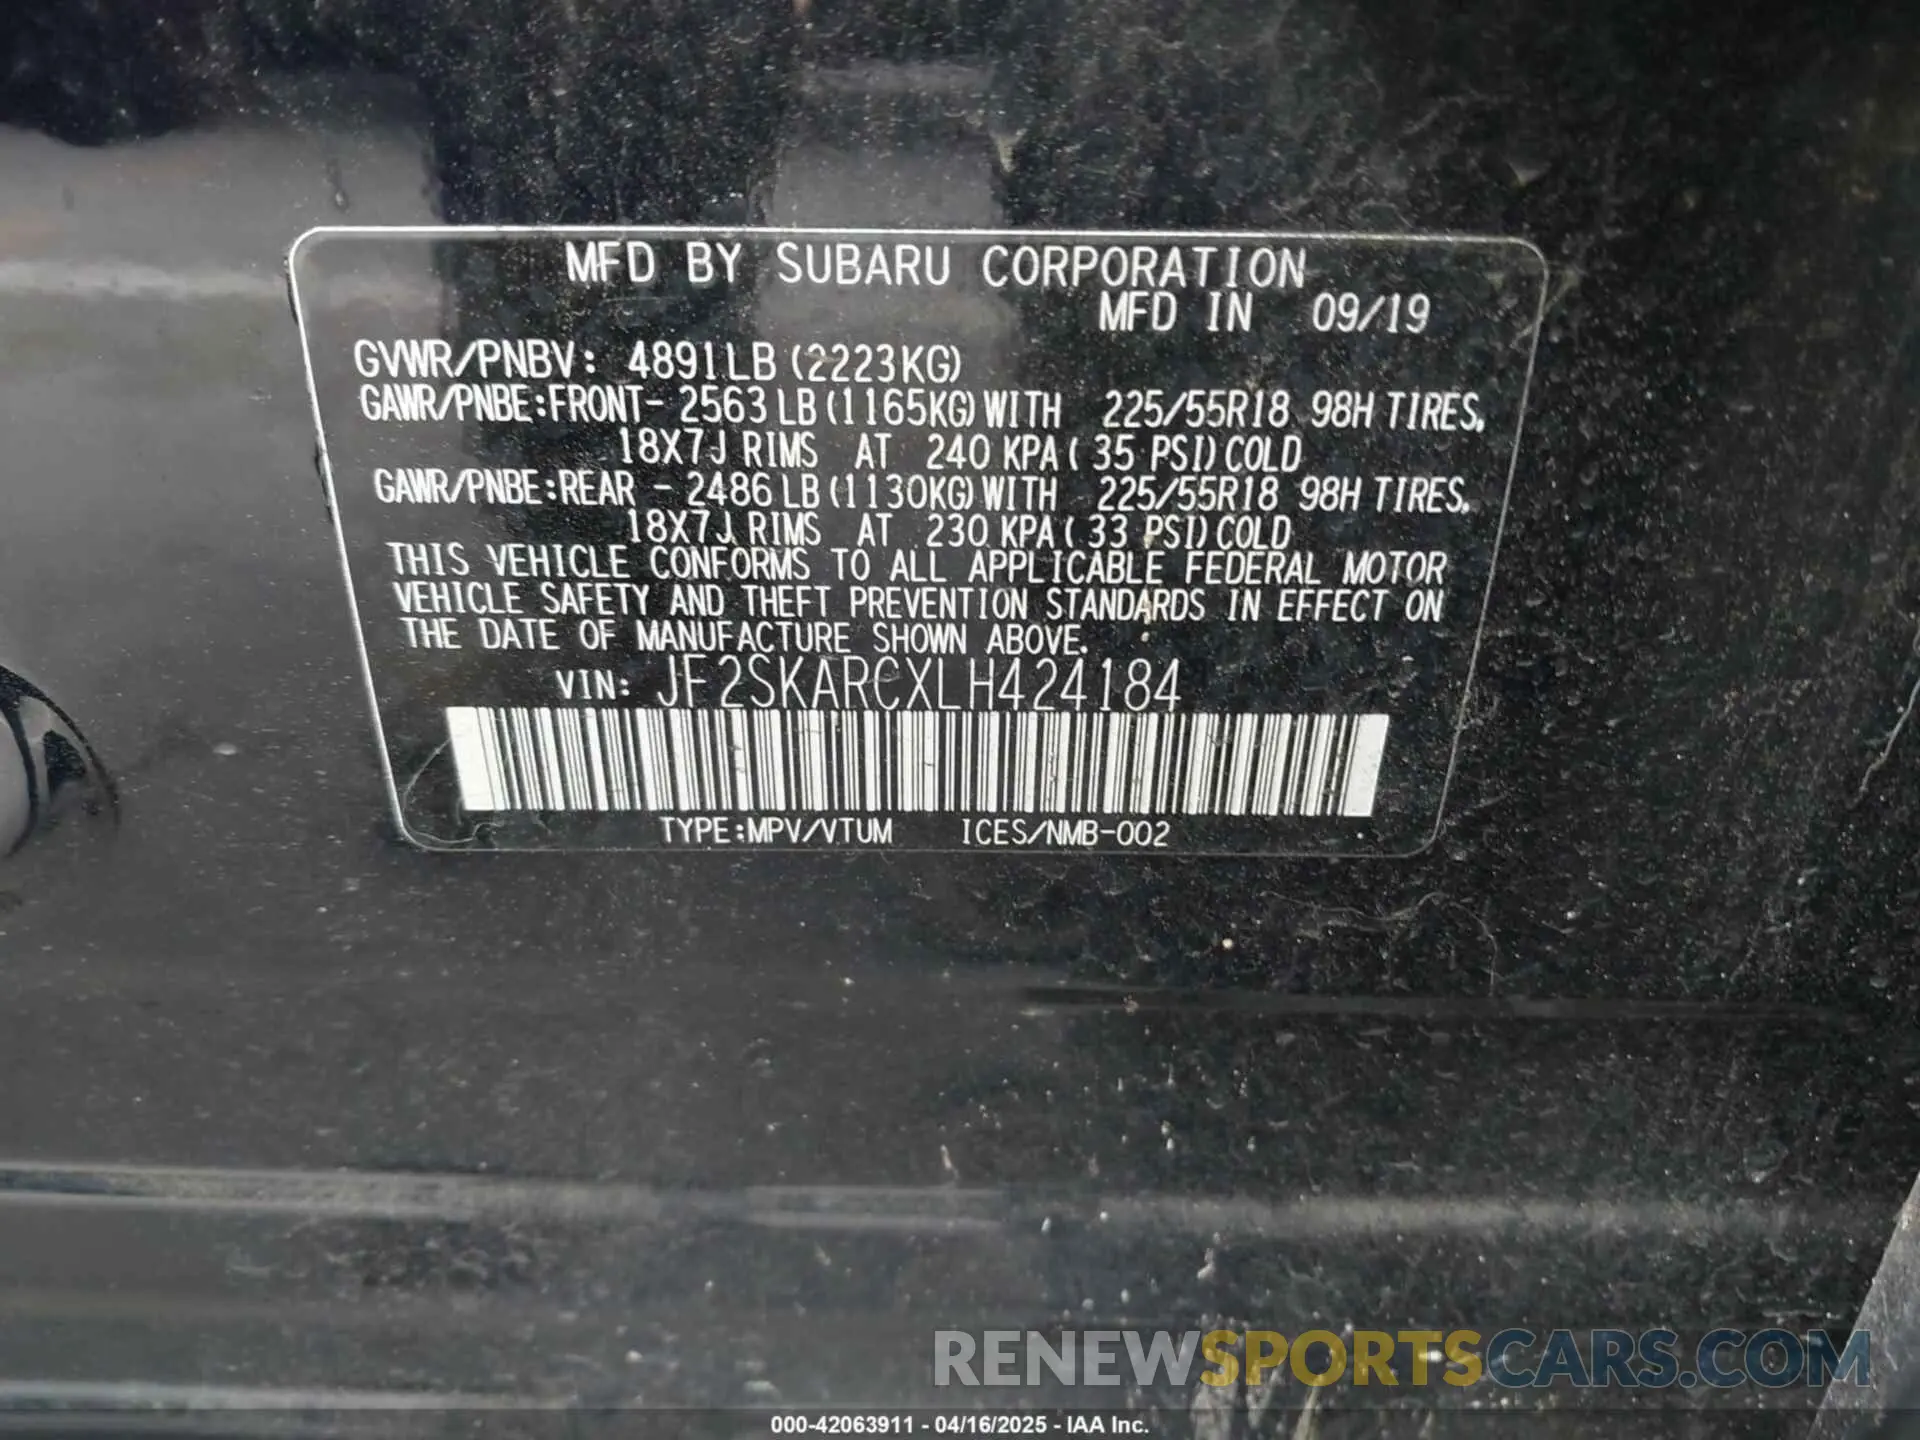 MFD BY SUBARU CORPORATION
MFD IN 09/19
GVWR/PNBV: 4891LB (2223KG)
GAWR/PNBE:FRONT- 2563 LB (1165KG) WITH 225/55R18 98H TIRES,
18X7J RIMS AT 240 KPA ( 35 PSI) COLD
GAWR/PNBE:REAR - 2486 LB (1130KG) WITH 225/55R18 98H TIRES,
18X7J RIMS AT 230 KPA ( 33 PSI) COLD
THIS VEHICLE CONFORMS TO ALL APPLICABLE FEDERAL MOTOR
VEHICLE SAFETY AND THEFT PREVENTION STANDARDS IN EFFECT ON
THE DATE OF MANUFACTURE SHOWN ABOVE.
VIN: JF2SKARCXLH424184
TYPE:MPV/VTUM ICES/NMB-002
RENEWSPORTSCARS.COM
000-42063911 - 04/16/2025 - IAA Inc.